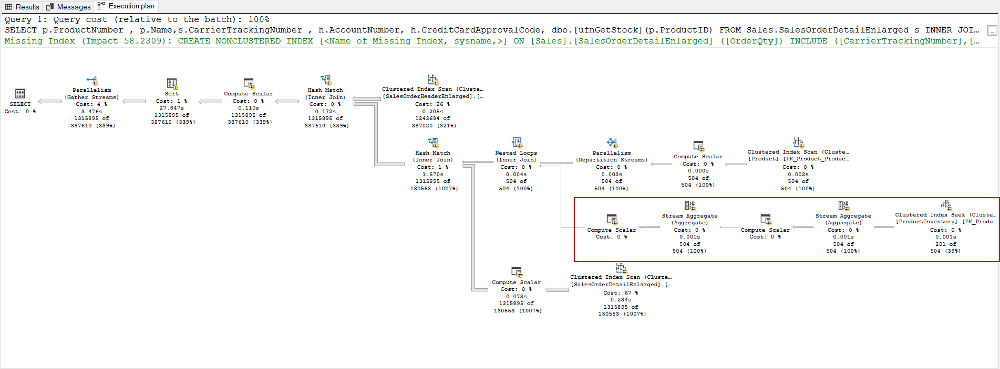 Results Messages Execution plan
Query 1: Query cost (relative to the batch): 100%
SELECT p.ProductNumber , p.Name,s.CarrierTrackingNumber , h.AccountNumber, h.CreditCardApprovalCode, dbo.[ufnGetStock](p.ProductID) FROM Sales.SalesOrderDetailEnlarged s INNER JOI…
Missing Index (Impact 58.2309): CREATE NONCLUSTERED INDEX [<Name of Missing Index, sysname,>] ON [Sales].[SalesOrderDetailEnlarged] ([OrderQty]) INCLUDE ([CarrierTrackingNumber],[…
SELECT
Cost: 0 %
Parallelism
(Gather Streams)
Cost: 4 %
3.476s
1315895 of
387610 (339%)
Sort
Cost: 1 %
27.847s
1315895 of
387610 (339%)
Compute Scalar
Cost: 0 %
0.110s
1315895 of
387610 (339%)
Hash Match
(Inner Join)
Cost: 0 %
0.172s
1315895 of
387610 (339%)
Clustered Index Scan (Cluste…
[SalesOrderHeaderEnlarged].[…
Cost: 26 %
0.205s
1243694 of
387020 (321%)
Hash Match
(Inner Join)
Cost: 1 %
1.570s
1315895 of
130553 (1007%)
Nested Loops
(Inner Join)
Cost: 0 %
0.004s
504 of
504 (100%)
Parallelism
(Repartition Streams)
Cost: 0 %
0.003s
504 of
504 (100%)
Compute Scalar
Cost: 0 %
0.000s
504 of
504 (100%)
Clustered Index Scan (Cluste…
[Product].[PK_Product_Produc…
Cost: 0 %
0.002s
504 of
504 (100%)
Compute Scalar
Cost: 0 %
Stream Aggregate
(Aggregate)
Cost: 0 %
0.001s
504 of
504 (100%)
Compute Scalar
Cost: 0 %
Stream Aggregate
(Aggregate)
Cost: 0 %
0.001s
504 of
504 (100%)
Clustered Index Seek (Cluste…
[ProductInventory].[PK_Produ…
Cost: 0 %
0.001s
201 of
504 (39%)
Compute Scalar
Cost: 0 %
0.073s
1315895 of
130553 (1007%)
Clustered Index Scan (Cluste…
[SalesOrderDetailEnlarged].[…
Cost: 67 %
0.234s
1315895 of
130553 (1007%)